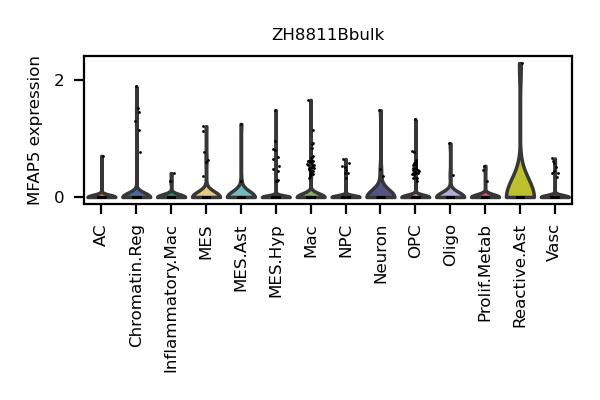 ZH8811Bbulk
MFAP5 expression
2
0
AC
Chromatin.Reg
Inflammatory.Mac
MES
MES.Ast
MES.Hyp
Mac
NPC
Neuron
OPC
Oligo
Prolif.Metab
Reactive.Ast
Vasc